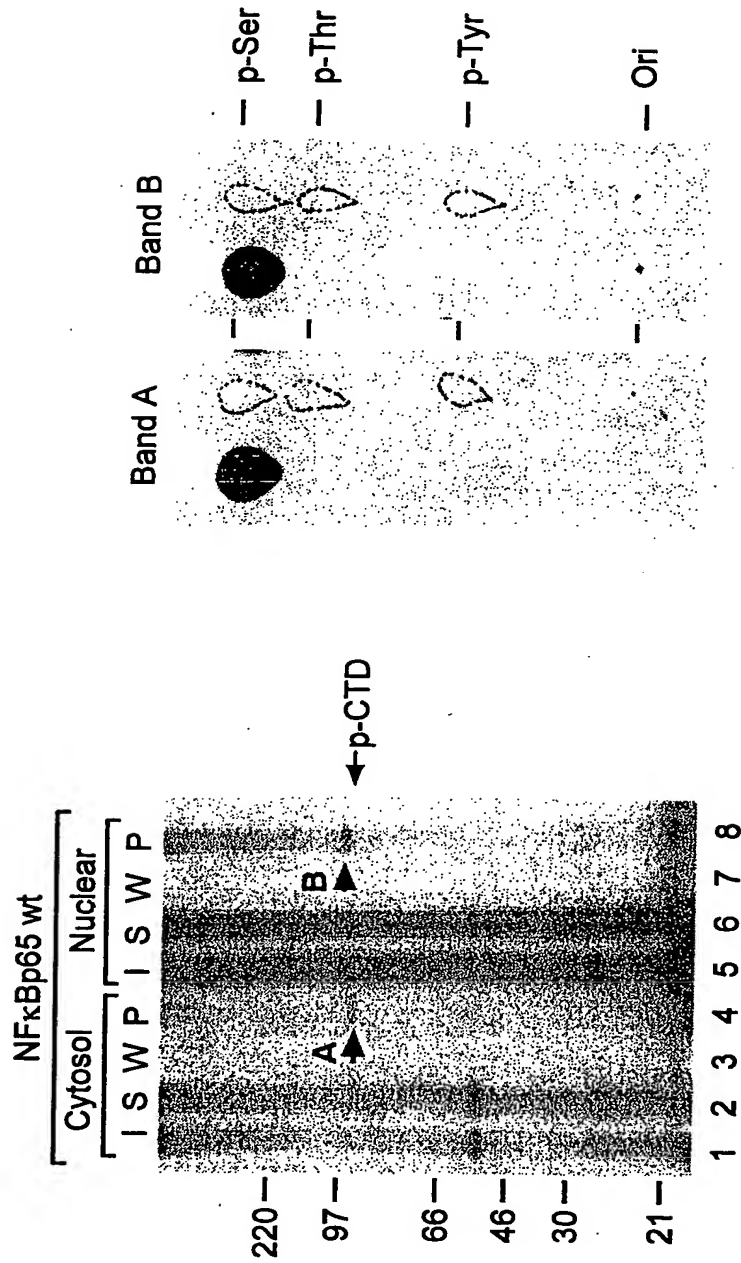 NFκBp65 wt
Cytosol Nuclear
I S W P I S W P
220
97
66
46
30
21
A
B
p-CTD
1 2 3 4 5 6 7 8
Band A Band B
p-Ser
p-Thr
p-Tyr
Ori